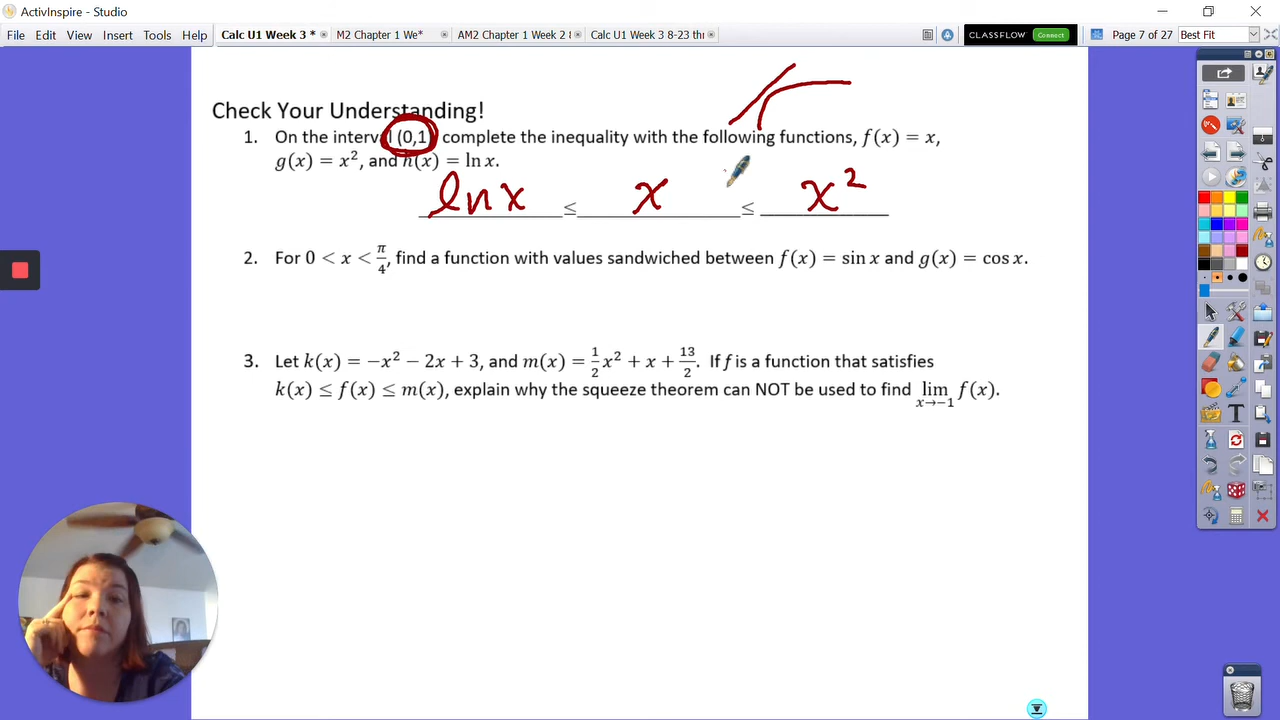 ActivInspire - Studio
File Edit View Insert Tools Help
Calc U1 Week 3 *
M2 Chapter 1 We*
AM2 Chapter 1 Week 2 8
Calc U1 Week 3 8-23 thr
CLASSFLOW Connect
Page 7 of 27
Best Fit
Check Your Understanding!
1. On the interval (0,1) complete the inequality with the following functions, f(x) = x,
g(x) = x², and h(x) = ln x.
ln x ≤ x ≤ x²
2. For 0 < x < π/4, find a function with values sandwiched between f(x) = sin x and g(x) = cos x.
3. Let k(x) = −x² − 2x + 3, and m(x) = 1/2 x² + x + 13/2. If f is a function that satisfies
k(x) ≤ f(x) ≤ m(x), explain why the squeeze theorem can NOT be used to find lim x→−1 f(x).